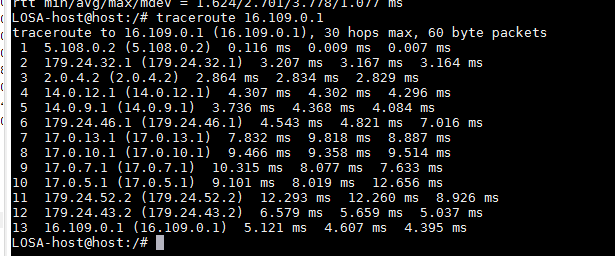 rtt min/avg/max/mdev = 1.624/2.701/3.778/1.077 ms
LOSA-host@host:/# traceroute 16.109.0.1
traceroute to 16.109.0.1 (16.109.0.1), 30 hops max, 60 byte packets
1 5.108.0.2 (5.108.0.2) 0.116 ms 0.009 ms 0.007 ms
2 179.24.32.1 (179.24.32.1) 3.207 ms 3.167 ms 3.164 ms
3 2.0.4.2 (2.0.4.2) 2.864 ms 2.834 ms 2.829 ms
4 14.0.12.1 (14.0.12.1) 4.307 ms 4.302 ms 4.296 ms
5 14.0.9.1 (14.0.9.1) 3.736 ms 4.368 ms 4.084 ms
6 179.24.46.1 (179.24.46.1) 4.543 ms 4.821 ms 7.016 ms
7 17.0.13.1 (17.0.13.1) 7.832 ms 9.818 ms 8.887 ms
8 17.0.10.1 (17.0.10.1) 9.466 ms 9.358 ms 9.514 ms
9 17.0.7.1 (17.0.7.1) 10.315 ms 8.077 ms 7.633 ms
10 17.0.5.1 (17.0.5.1) 9.101 ms 8.019 ms 12.656 ms
11 179.24.52.2 (179.24.52.2) 12.293 ms 12.260 ms 8.926 ms
12 179.24.43.2 (179.24.43.2) 6.579 ms 5.659 ms 5.037 ms
13 16.109.0.1 (16.109.0.1) 5.121 ms 4.607 ms 4.395 ms
LOSA-host@host:/#